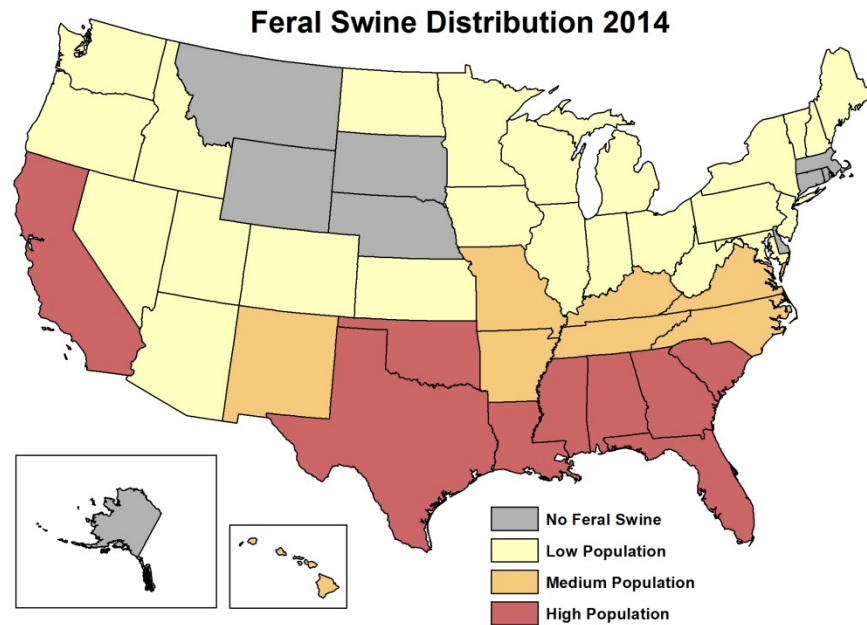 Feral Swine Distribution 2014
No Feral Swine
Low Population
Medium Population
High Population